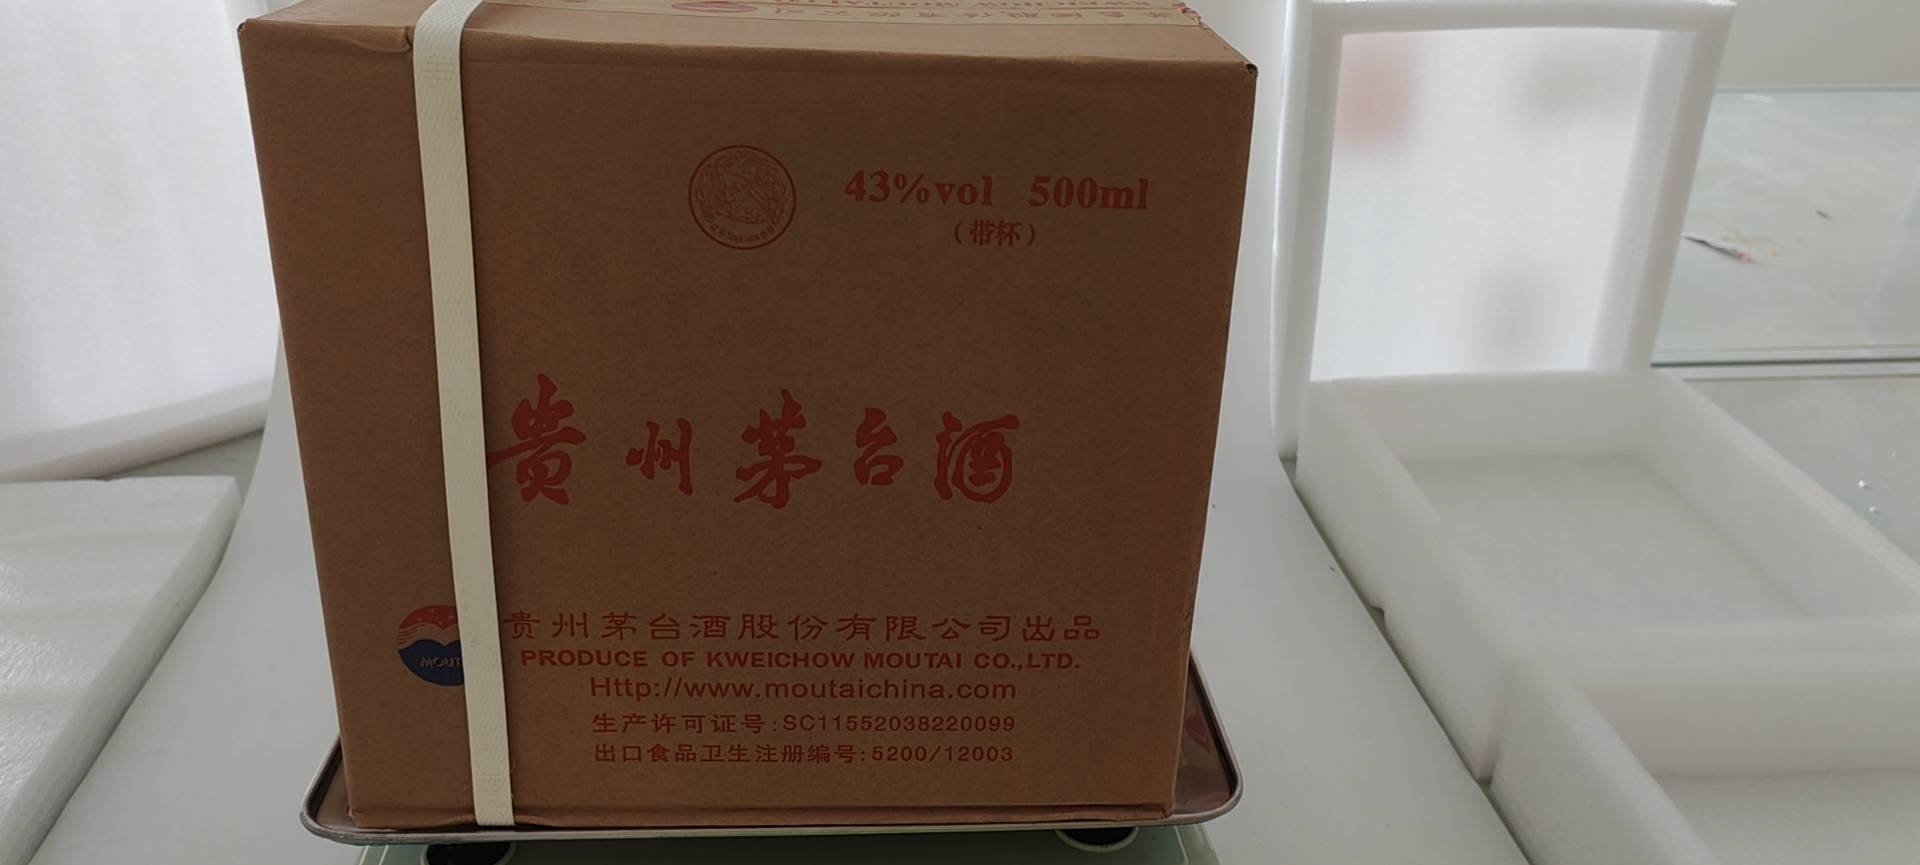 43%vol 500ml
（带杯）
贵州茅台酒
MOUT
贵州茅台酒股份有限公司出品
PRODUCE OF KWEICHOW MOUTAI CO.,LTD.
Http://www.moutaichina.com
生产许可证号:SC11552038220099
出口食品卫生注册编号:5200/12003